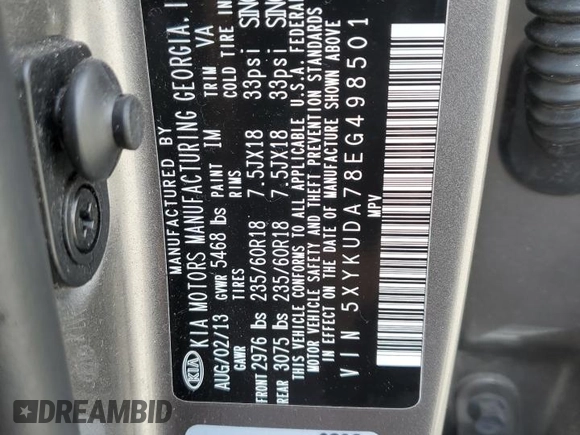 MANUFACTURED BY
KIA KIA MOTORS MANUFACTURING GEORGIA, I
AUG/02/13 PAINT IM TRIM VA
GVWR 5468 lbs
GAWR TIRES RIMS COLD TIRE IN
FRONT 2976 lbs 235/60R18 7.5JX18 33psi SING
REAR 3075 lbs 235/60R18 7.5JX18 33psi SING
THIS VEHICLE CONFORMS TO ALL APPLICABLE U.S.A. FEDERAL
MOTOR VEHICLE SAFETY AND THEFT PREVENTION STANDARDS
IN EFFECT ON THE DATE OF MANUFACTURE SHOWN ABOVE
VIN 5XYKUDA78EG498501
MPV
DREAMBID